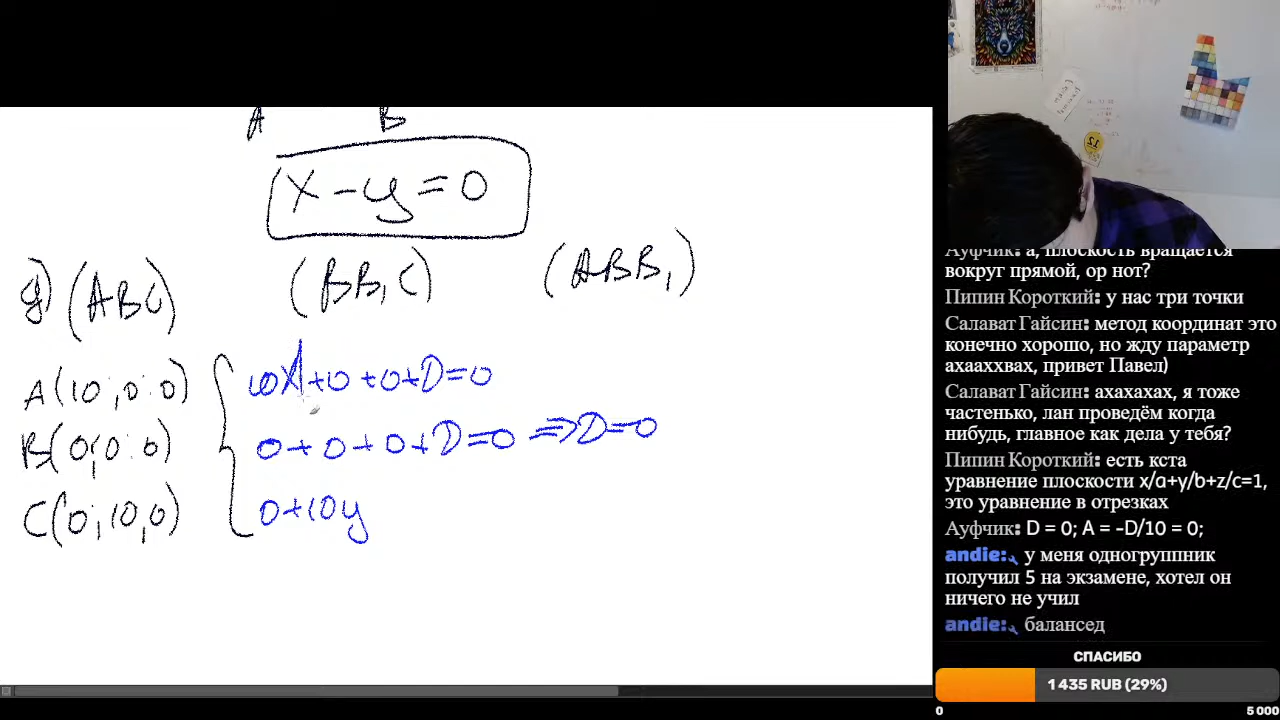 A B
x - y = 0
g) (ABC) (BB₁C) (ABB₁)
A(10; 0; 0) 10A + 0 + 0 + D = 0
B(0; 0; 0) 0 + 0 + 0 + D = 0 => D = 0
C(0; 10, 0) 0 + 10y
Ауфчик: а, плоскость вращается
вокруг прямой, ор нот?
Пипин Короткий: у нас три точки
Салават Гайсин: метод координат это
конечно хорошо, но жду параметр
ахааххвах, привет Павел)
Салават Гайсин: ахахахах, я тоже
частенько, лан проведём когда
нибудь, главное как дела у тебя?
Пипин Короткий: есть кста
уравнение плоскости x/a+y/b+z/c=1,
это уравнение в отрезках
Ауфчик: D = 0; A = -D/10 = 0;
andie: у меня одногруппник
получил 5 на экзамене, хотел он
ничего не учил
andie: балансед
СПАСИБО
1 435 RUB (29%)
0 5 000